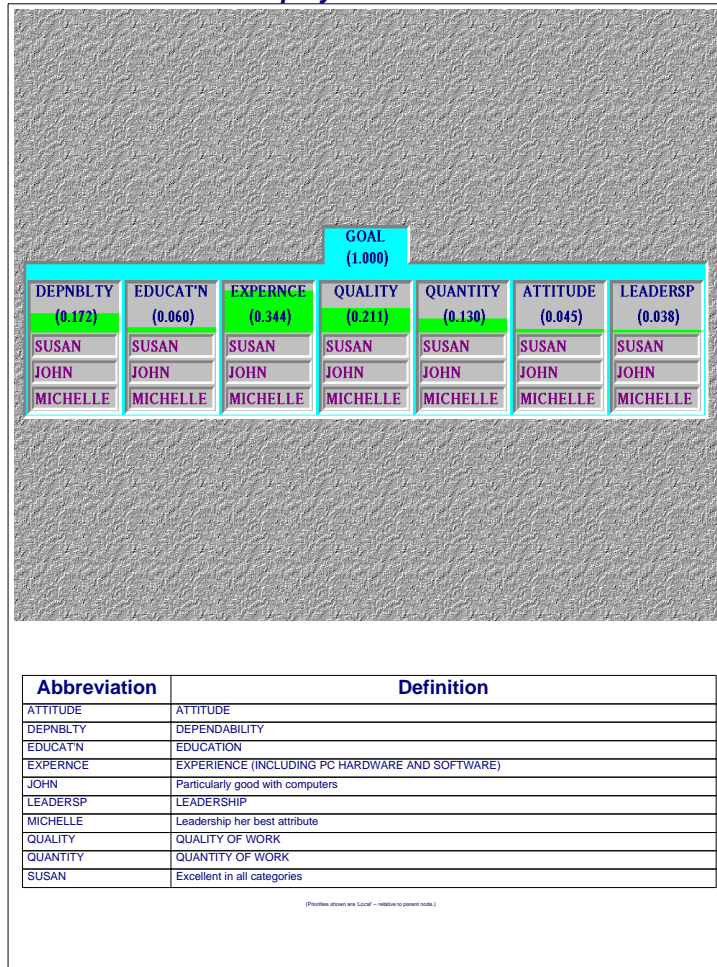 GOAL
(1.000)
DEPNBLTY EDUCAT'N EXPERNCE QUALITY QUANTITY ATTITUDE LEADERSP
(0.172) (0.060) (0.344) (0.211) (0.130) (0.045) (0.038)
SUSAN SUSAN SUSAN SUSAN SUSAN SUSAN SUSAN
JOHN JOHN JOHN JOHN JOHN JOHN JOHN
MICHELLE MICHELLE MICHELLE MICHELLE MICHELLE MICHELLE MICHELLE
Abbreviation Definition
ATTITUDE ATTITUDE
DEPNBLTY DEPENDABILITY
EDUCAT'N EDUCATION
EXPERNCE EXPERIENCE (INCLUDING PC HARDWARE AND SOFTWARE)
JOHN Particularly good with computers
LEADERSP LEADERSHIP
MICHELLE Leadership her best attribute
QUALITY QUALITY OF WORK
QUANTITY QUANTITY OF WORK
SUSAN Excellent in all categories
(Priorities shown are 'Local' -- relative to parent node.)